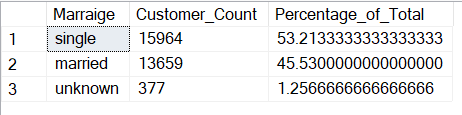 Marraige Customer_Count Percentage_of_Total
1 single 15964 53.2133333333333333
2 married 13659 45.5300000000000000
3 unknown 377 1.2566666666666666